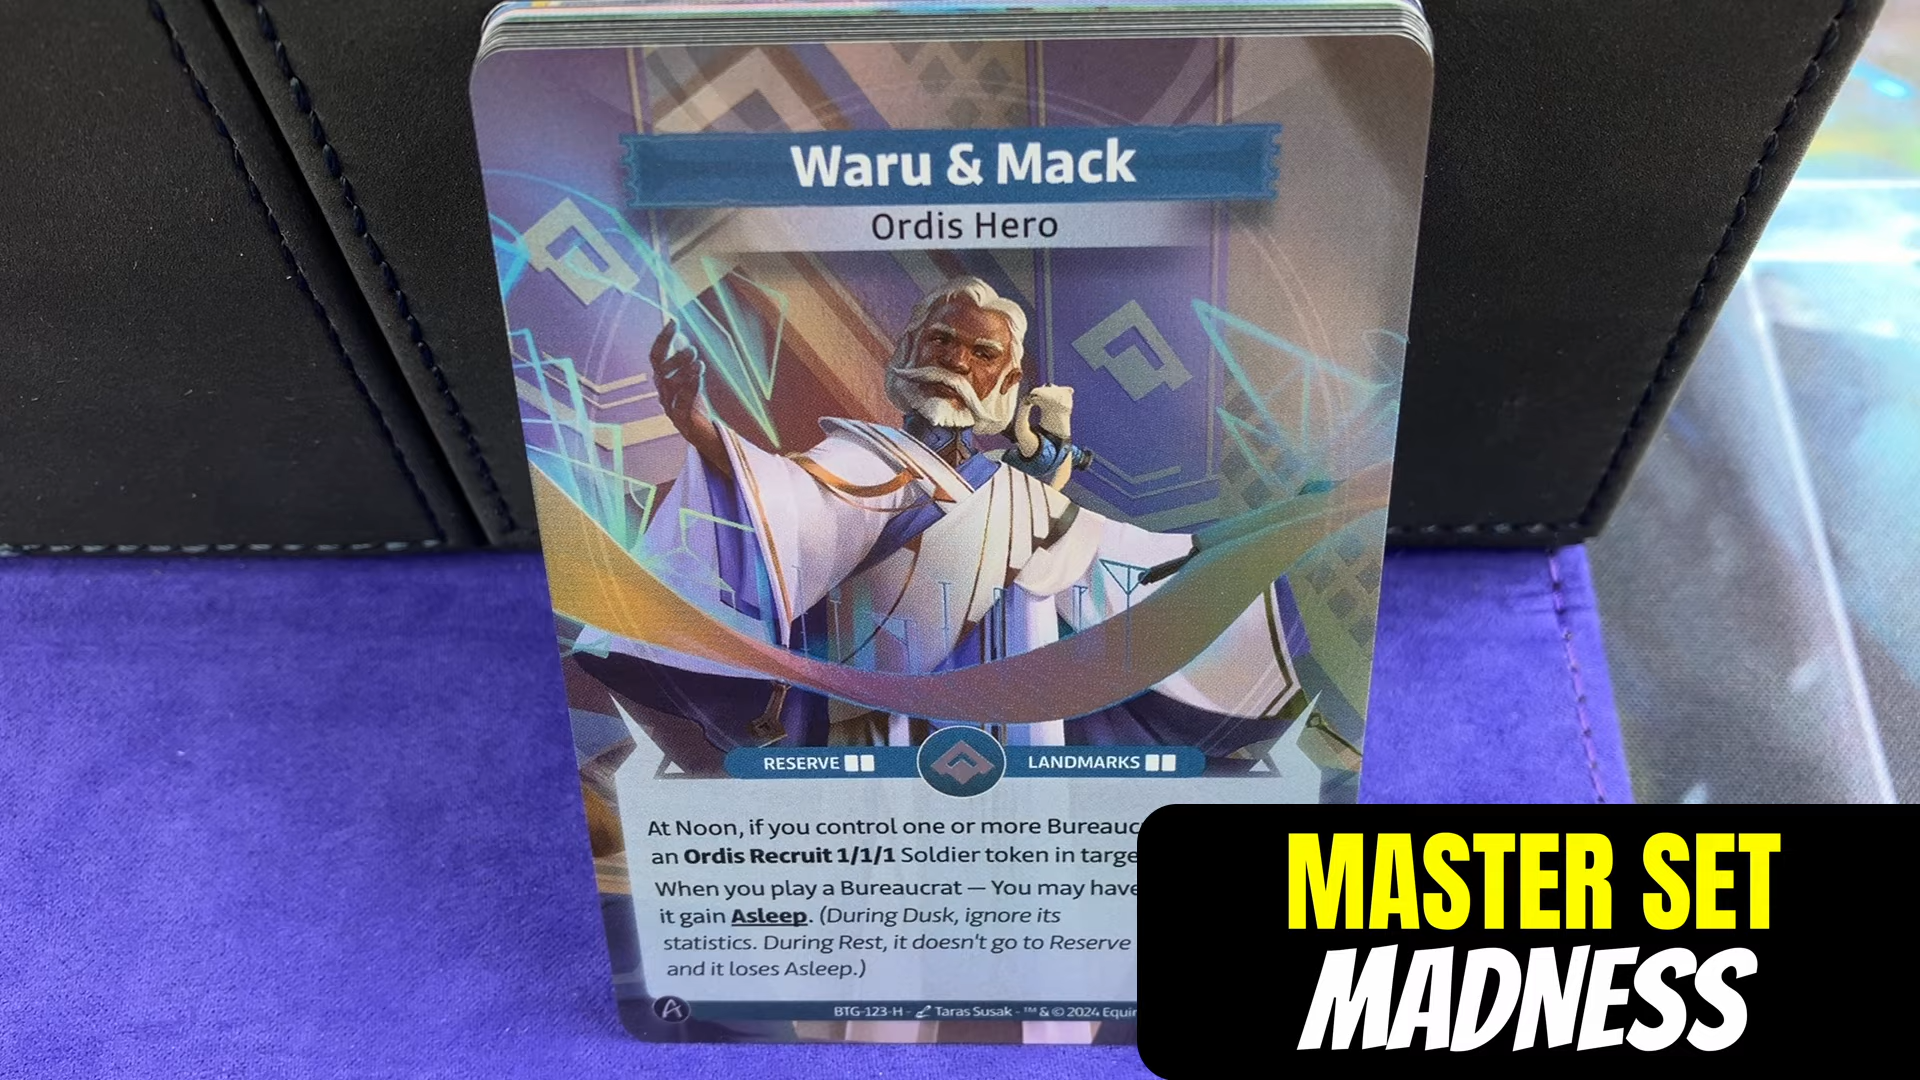 Waru & Mack
Ordis Hero
RESERVE
LANDMARKS
At Noon, if you control one or more
an Ordis Recruit 1/1/1 Soldier token in
When you play a Bureaucrat — You may have
it gain Asleep. (During Dusk, ignore its
statistics. During Rest, it doesn't go to Reserve
and it loses Asleep.)
BTG-123-H - Taras Susak - ™ & © 2024
MASTER SET
MADNESS